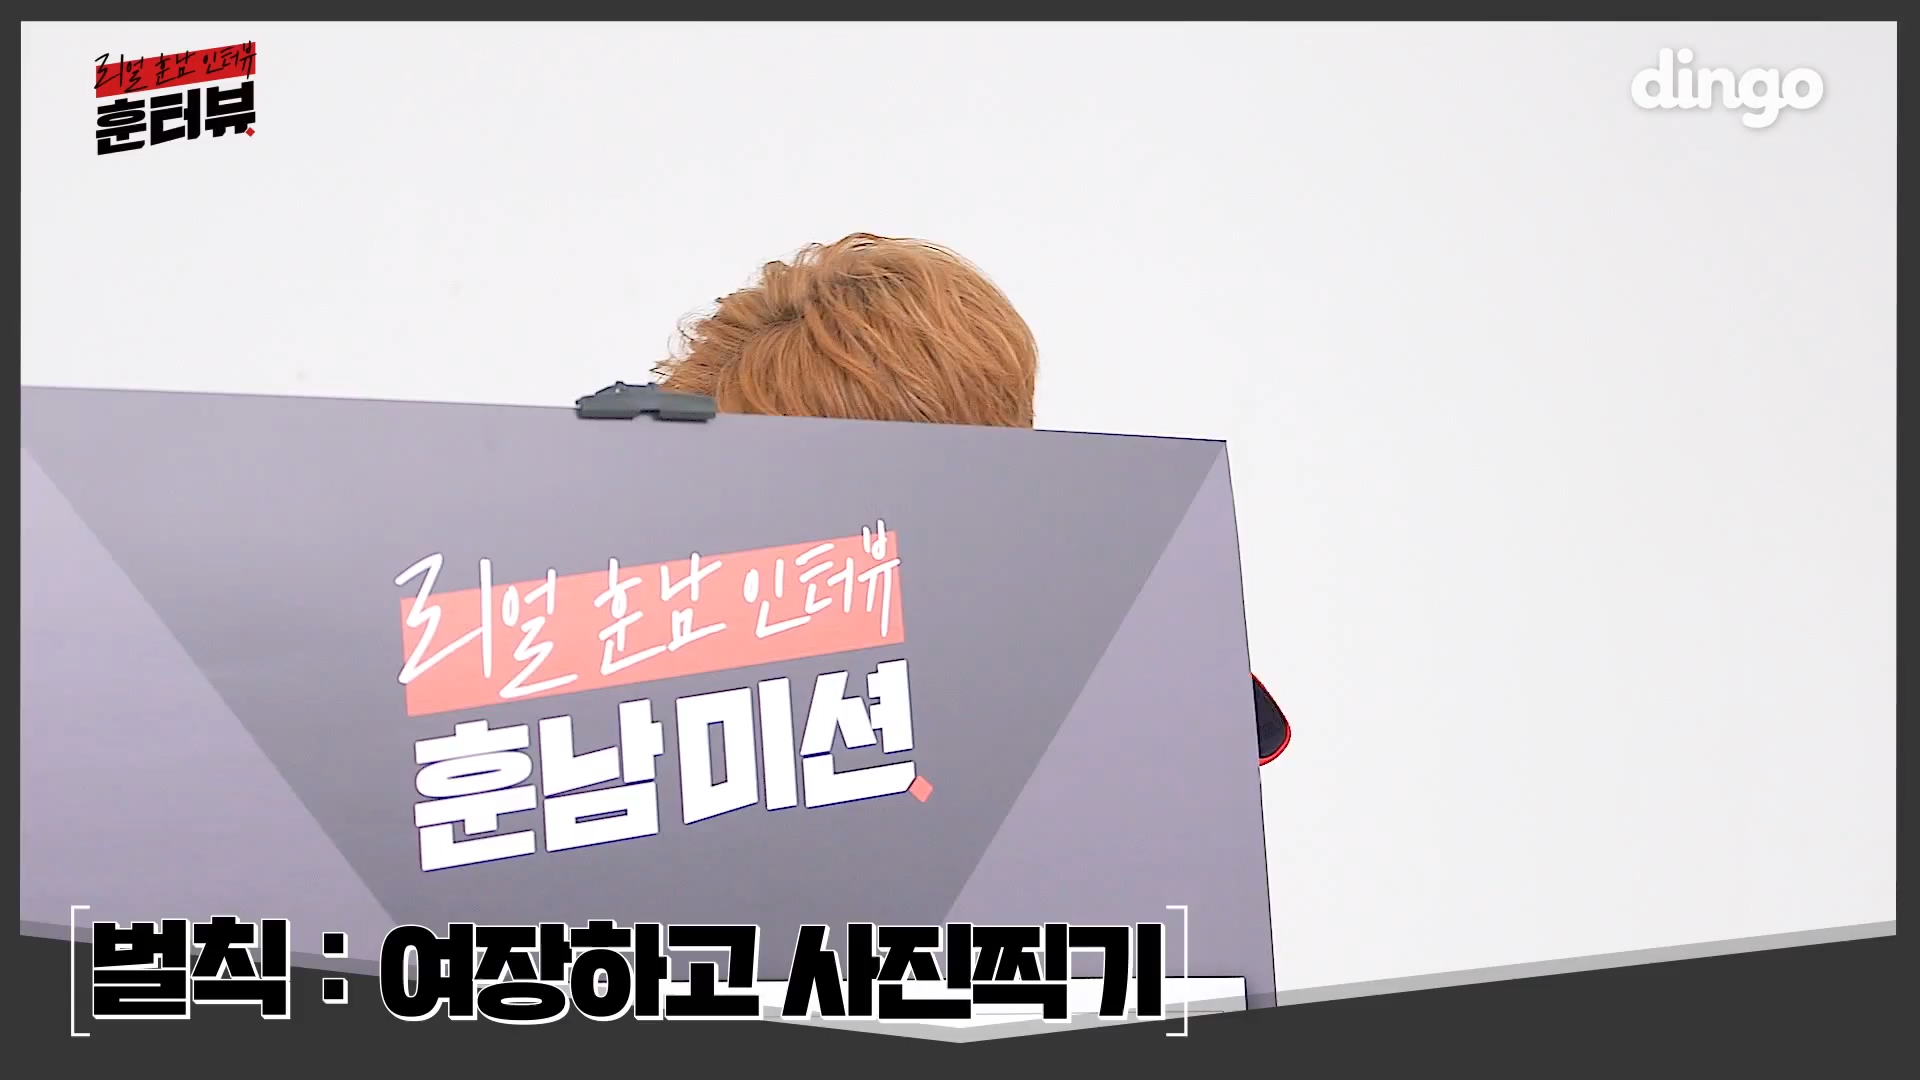 리얼 훈남 인터뷰
훈터뷰
dingo
리얼 훈남 인터뷰
훈남 미션
벌칙 : 여장하고 사진찍기